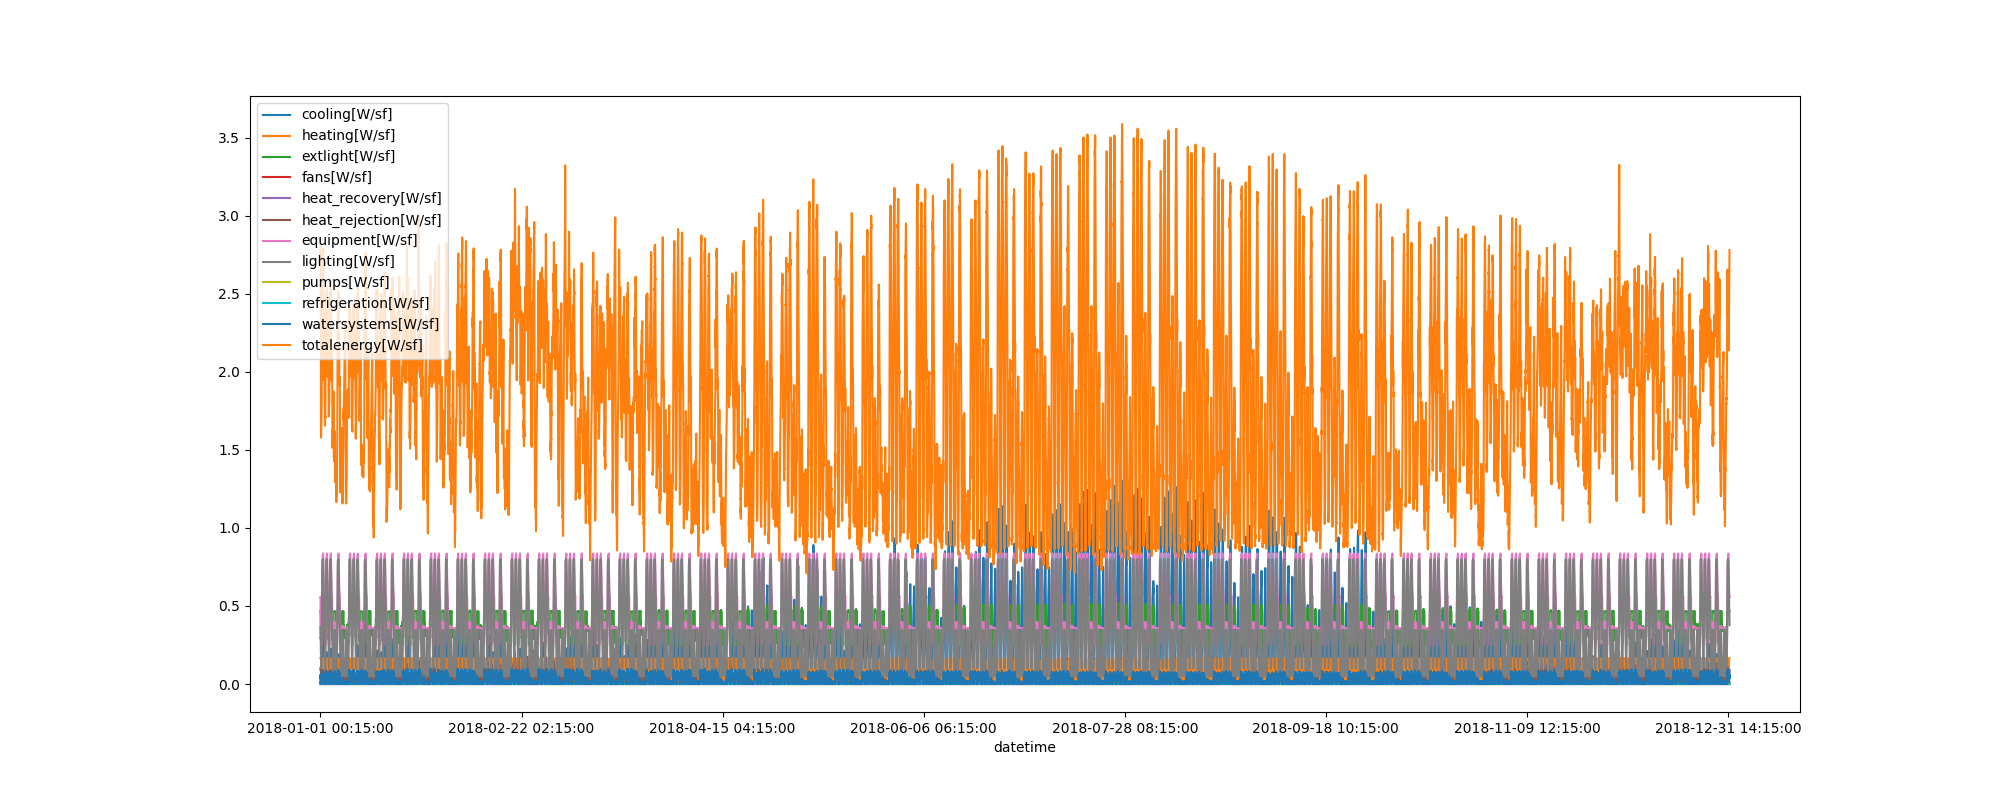 cooling[W/sf]
heating[W/sf]
extlight[W/sf]
fans[W/sf]
heat_recovery[W/sf]
heat_rejection[W/sf]
equipment[W/sf]
lighting[W/sf]
pumps[W/sf]
refrigeration[W/sf]
watersystems[W/sf]
totalenergy[W/sf]
3.5
3.0
2.5
2.0
1.5
1.0
0.5
0.0
2018-01-01 00:15:00 2018-02-22 02:15:00 2018-04-15 04:15:00 2018-06-06 06:15:00 2018-07-28 08:15:00 2018-09-18 10:15:00 2018-11-09 12:15:00 2018-12-31 14:15:00
datetime